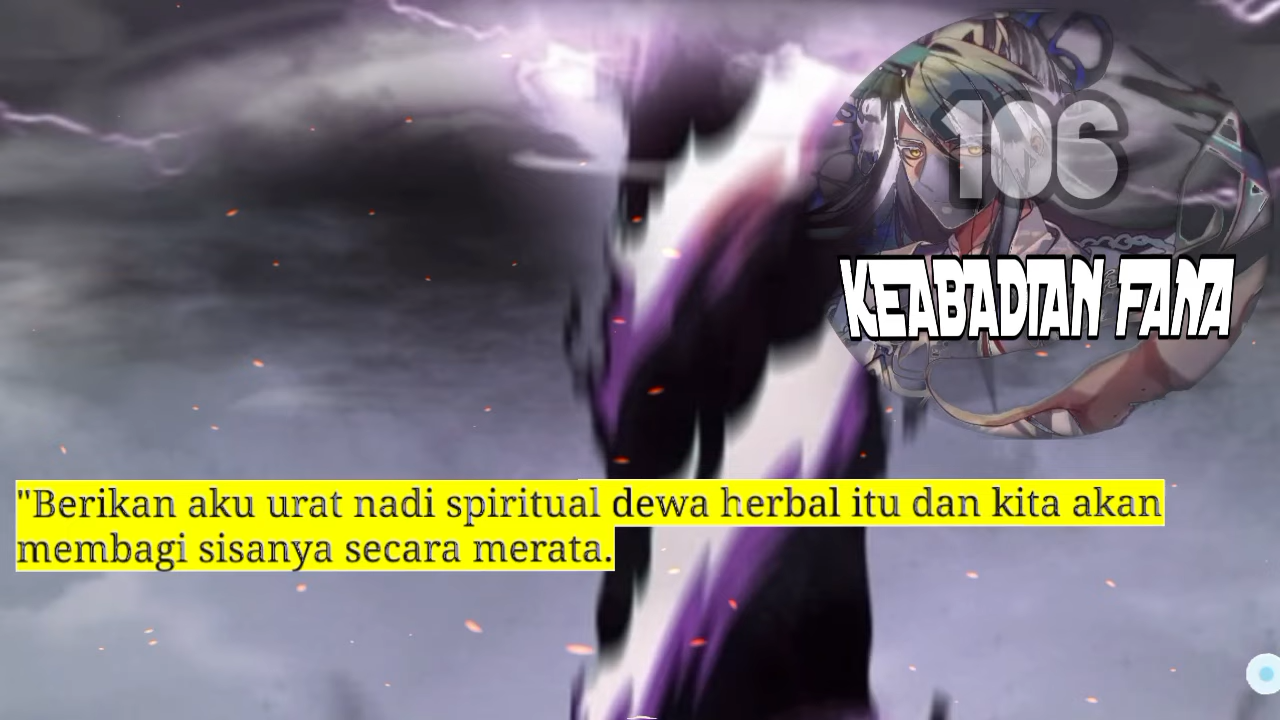 106
KEABADIAN FANA
"Berikan aku urat nadi spiritual dewa herbal itu dan kita akan
membagi sisanya secara merata.